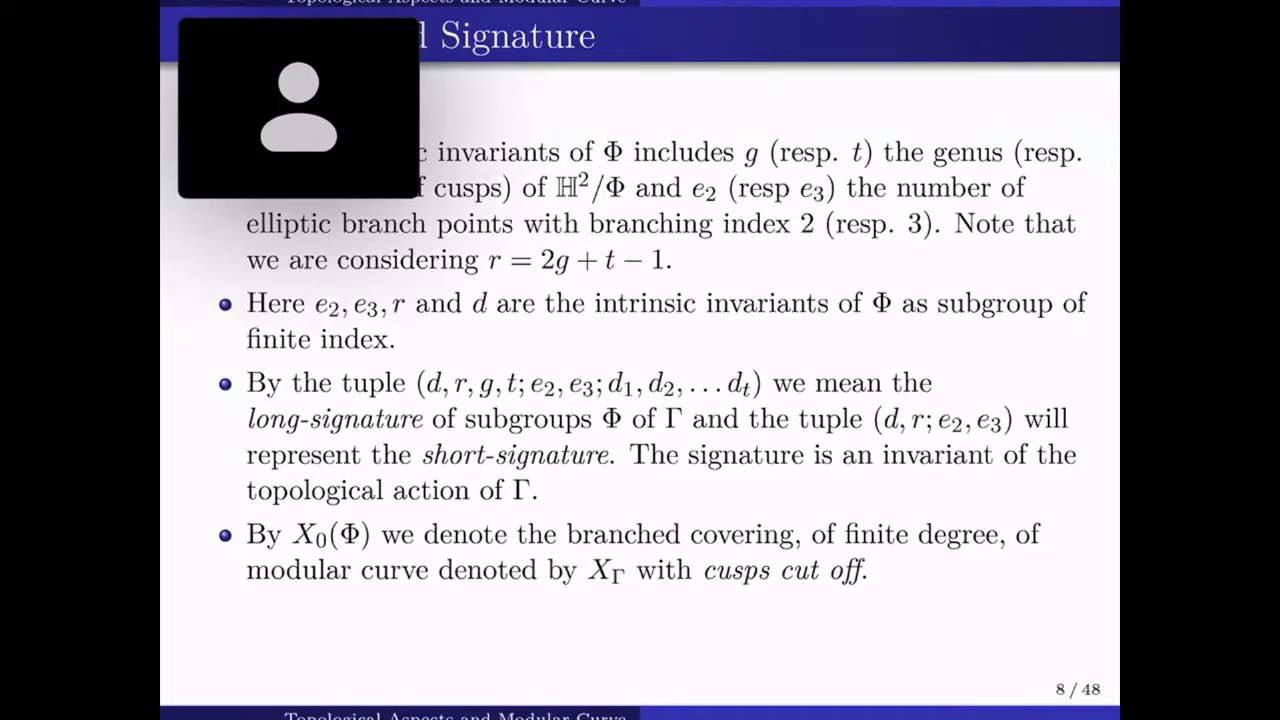 Topological Aspects and Modular Curve
Signature
invariants of Φ includes g (resp. t) the genus (resp.
cusps) of ℍ²/Φ and e₂ (resp e₃) the number of
elliptic branch points with branching index 2 (resp. 3). Note that
we are considering r = 2g + t − 1.
Here e₂, e₃, r and d are the intrinsic invariants of Φ as subgroup of
finite index.
By the tuple (d, r, g, t; e₂, e₃; d₁, d₂, … dₜ) we mean the
long-signature of subgroups Φ of Γ and the tuple (d, r; e₂, e₃) will
represent the short-signature. The signature is an invariant of the
topological action of Γ.
By X₀(Φ) we denote the branched covering, of finite degree, of
modular curve denoted by X_Γ with cusps cut off.
8 / 48
Topological Aspects and Modular Curve